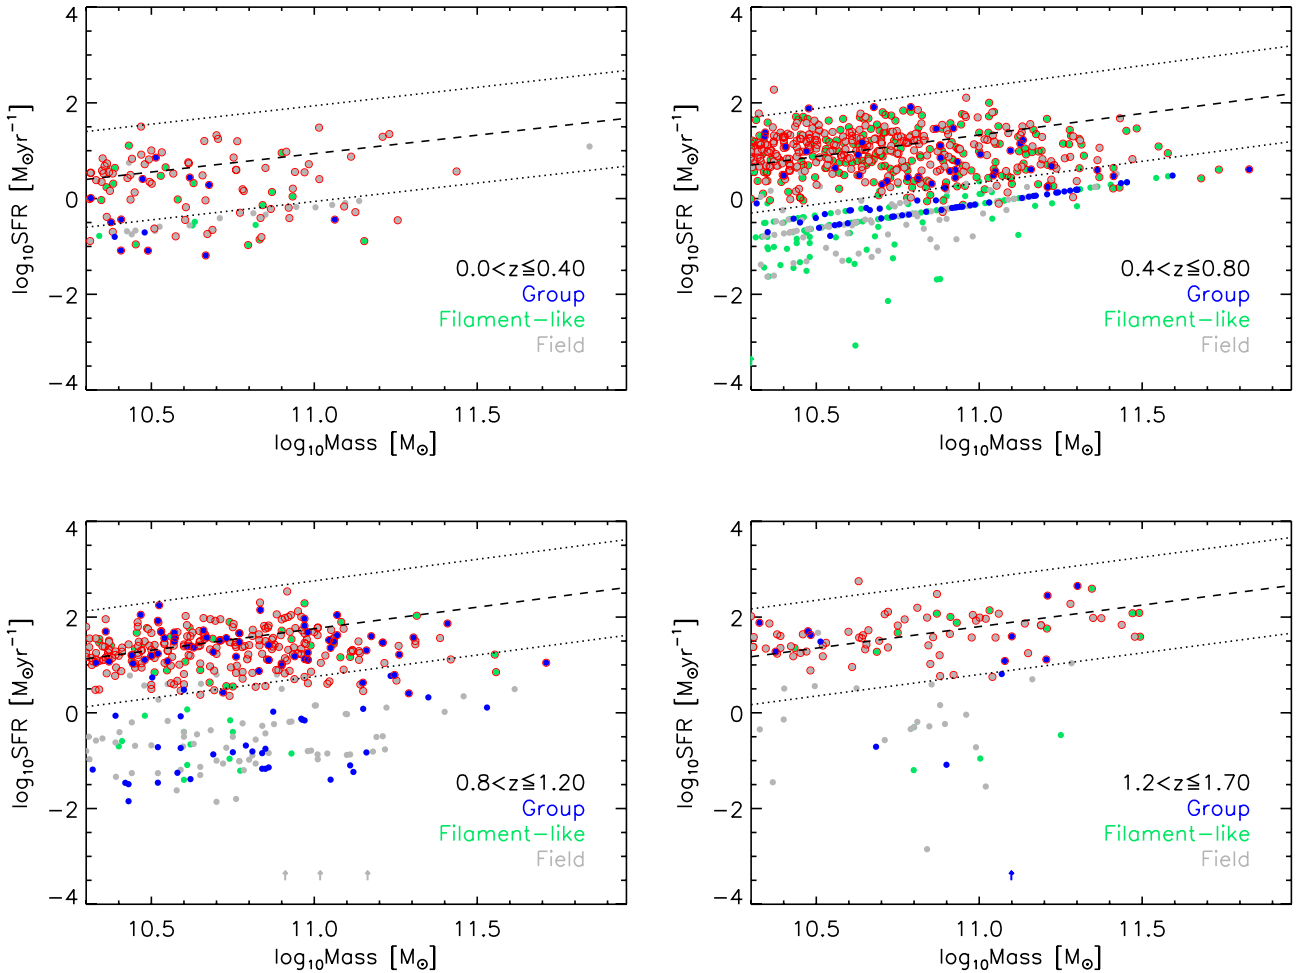 4
2
0
−2
−4
log₁₀SFR [M⊙yr⁻¹]
0.0<z≦0.40
Group
Filament−like
Field
10.5 11.0 11.5
log₁₀Mass [M⊙]
4
2
0
−2
−4
log₁₀SFR [M⊙yr⁻¹]
0.4<z≦0.80
Group
Filament−like
Field
10.5 11.0 11.5
log₁₀Mass [M⊙]
4
2
0
−2
−4
log₁₀SFR [M⊙yr⁻¹]
0.8<z≦1.20
Group
Filament−like
Field
10.5 11.0 11.5
log₁₀Mass [M⊙]
4
2
0
−2
−4
log₁₀SFR [M⊙yr⁻¹]
1.2<z≦1.70
Group
Filament−like
Field
10.5 11.0 11.5
log₁₀Mass [M⊙]